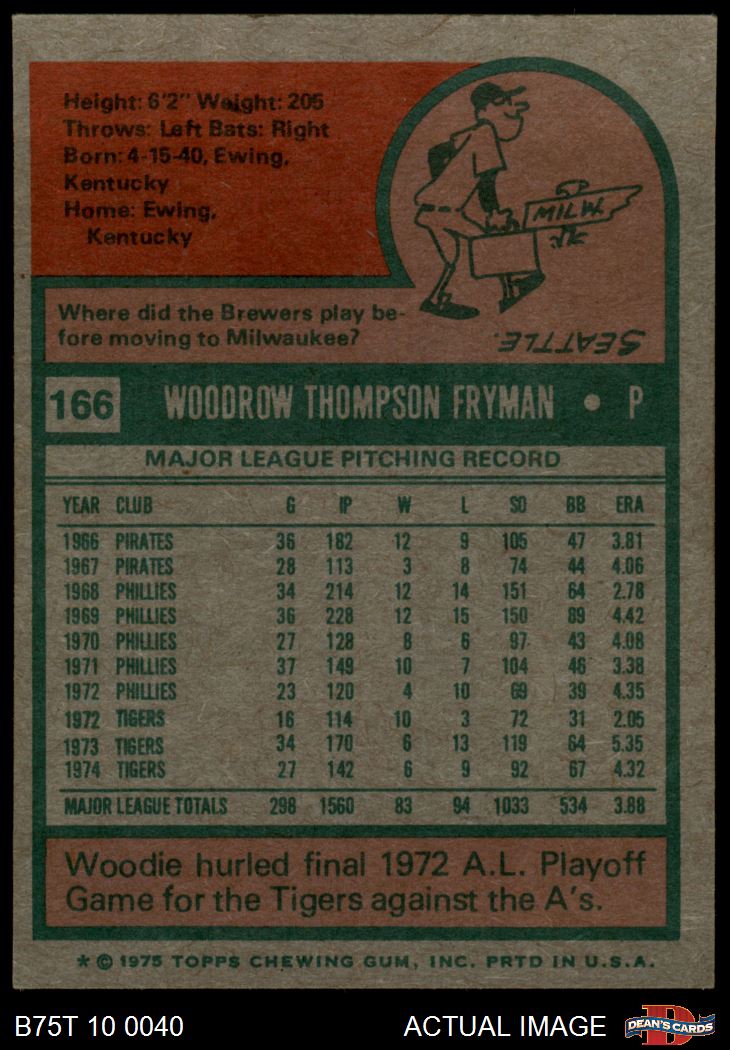 Height: 6'2" Weight: 205
Throws: Left Bats: Right
Born: 4-15-40, Ewing,
Kentucky
Home: Ewing,
Kentucky
MILW.
Where did the Brewers play be-
fore moving to Milwaukee?
SEATTLE.
166 WOODROW THOMPSON FRYMAN • P
MAJOR LEAGUE PITCHING RECORD
YEAR CLUB G IP W L SO BB ERA
1966 PIRATES 36 182 12 9 105 47 3.81
1967 PIRATES 28 113 3 8 74 44 4.06
1968 PHILLIES 34 214 12 14 151 64 2.78
1969 PHILLIES 36 228 12 15 150 89 4.42
1970 PHILLIES 27 128 8 6 97 43 4.08
1971 PHILLIES 37 149 10 7 104 46 3.38
1972 PHILLIES 23 120 4 10 69 39 4.35
1972 TIGERS 16 114 10 3 72 31 2.05
1973 TIGERS 34 170 6 13 119 64 5.35
1974 TIGERS 27 142 6 9 92 67 4.32
MAJOR LEAGUE TOTALS 298 1560 83 94 1033 534 3.88
Woodie hurled final 1972 A.L. Playoff
Game for the Tigers against the A's.
* © 1975 TOPPS CHEWING GUM, INC. PRTD IN U.S.A.
B75T 10 0040 ACTUAL IMAGE D DEAN'S CARDS